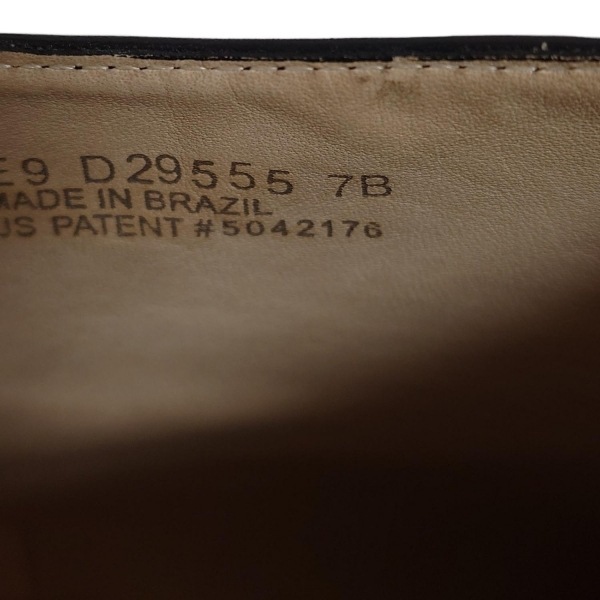 E9 D29555 7B
MADE IN BRAZIL
US PATENT #5042176